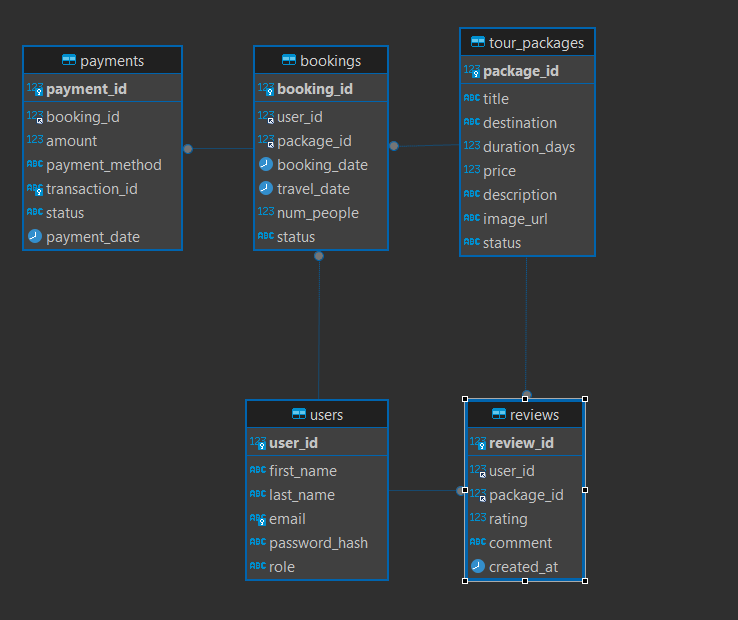 payments
payment_id
booking_id
amount
payment_method
transaction_id
status
payment_date
bookings
booking_id
user_id
package_id
booking_date
travel_date
num_people
status
tour_packages
package_id
title
destination
duration_days
price
description
image_url
status
users
user_id
first_name
last_name
email
password_hash
role
reviews
review_id
user_id
package_id
rating
comment
created_at